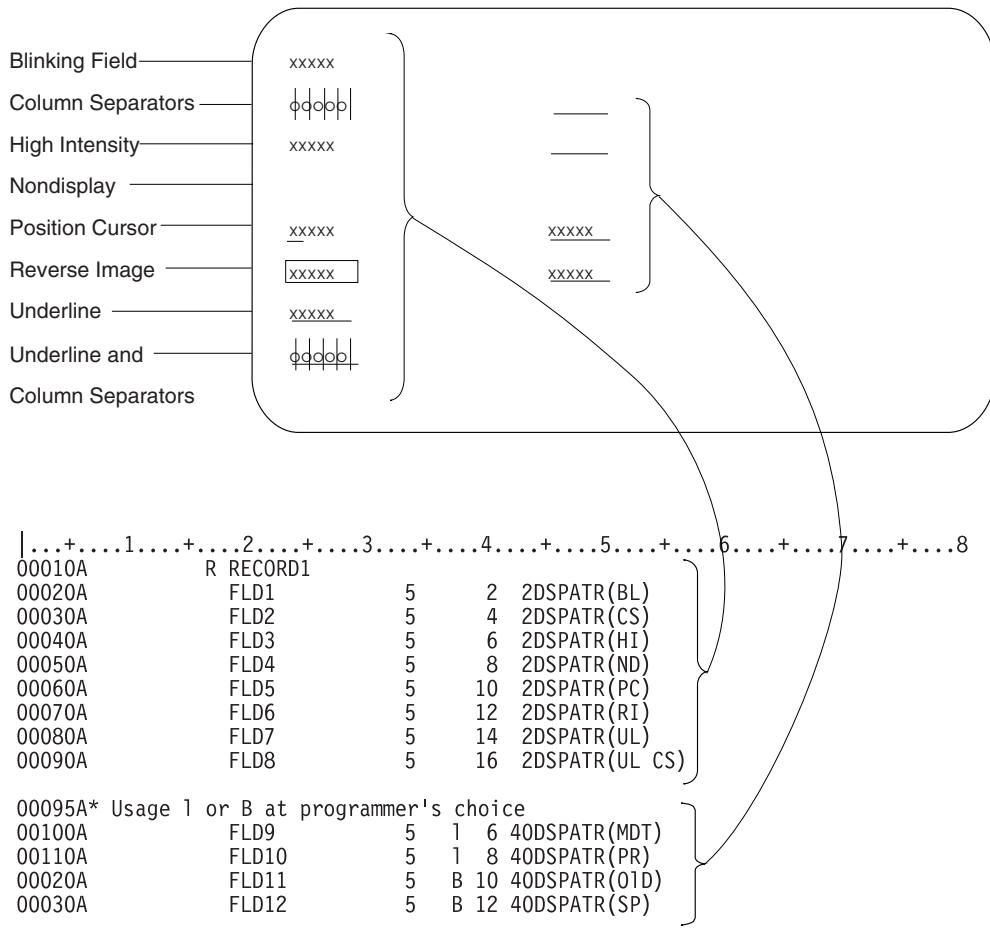 Blinking Field xxxxx
Column Separators ooooo
High Intensity xxxxx
Nondisplay
Position Cursor xxxxx xxxxx
Reverse Image xxxxx xxxxx
Underline xxxxx
Underline and ooooo
Column Separators
|...+....1....+....2....+....3....+....4....+....5....+....6....+....7....+....8
00010A R RECORD1
00020A FLD1 5 2 2DSPATR(BL)
00030A FLD2 5 4 2DSPATR(CS)
00040A FLD3 5 6 2DSPATR(HI)
00050A FLD4 5 8 2DSPATR(ND)
00060A FLD5 5 10 2DSPATR(PC)
00070A FLD6 5 12 2DSPATR(RI)
00080A FLD7 5 14 2DSPATR(UL)
00090A FLD8 5 16 2DSPATR(UL CS)
00095A* Usage l or B at programmer's choice
00100A FLD9 5 l 6 40DSPATR(MDT)
00110A FLD10 5 l 8 40DSPATR(PR)
00020A FLD11 5 B 10 40DSPATR(OlD)
00030A FLD12 5 B 12 40DSPATR(SP)